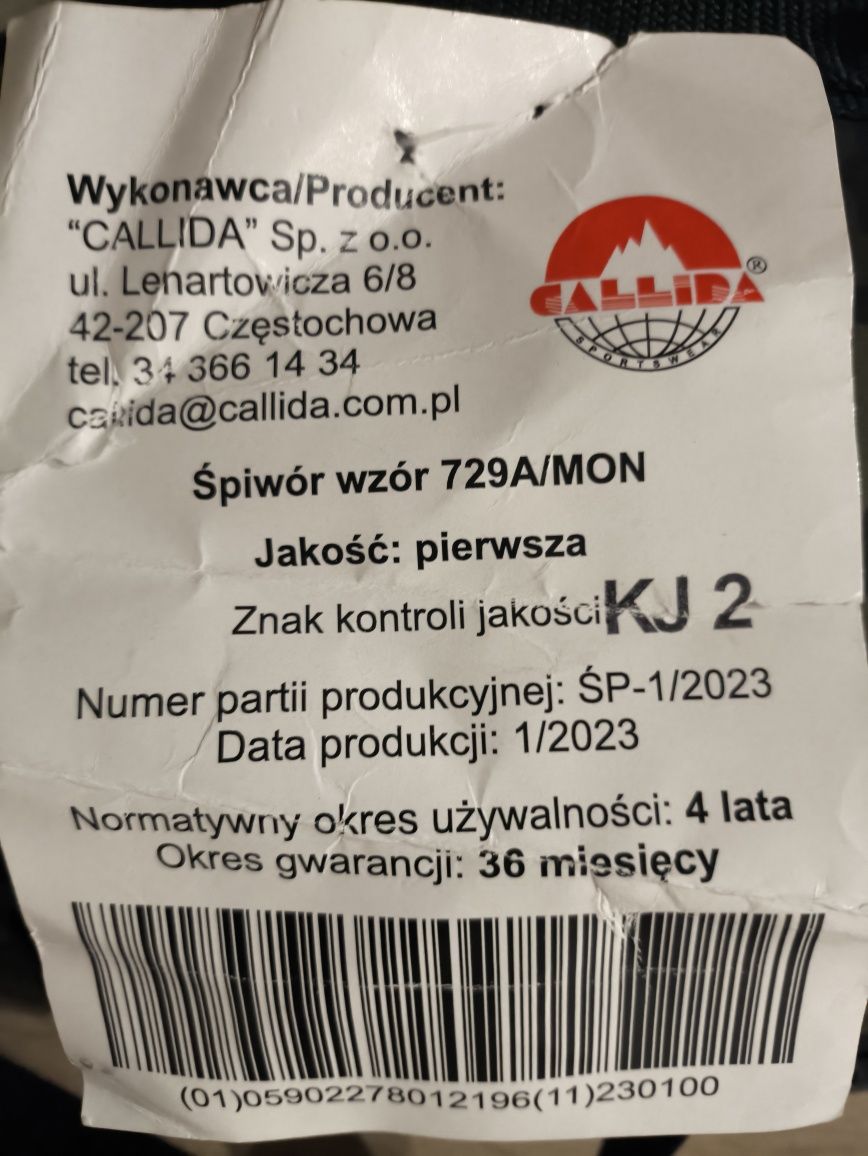 Wykonawca/Producent:
“CALLIDA” Sp. z o.o.
ul. Lenartowicza 6/8
42-207 Częstochowa
tel. 34 366 14 34
callida@callida.com.pl
CALLIDA®
SPORTSWEAR
Śpiwór wzór 729A/MON
Jakość: pierwsza
Znak kontroli jakości KJ 2
Numer partii produkcyjnej: ŚP-1/2023
Data produkcji: 1/2023
Normatywny okres używalności: 4 lata
Okres gwarancji: 36 miesięcy
(01)05902278012196(11)230100